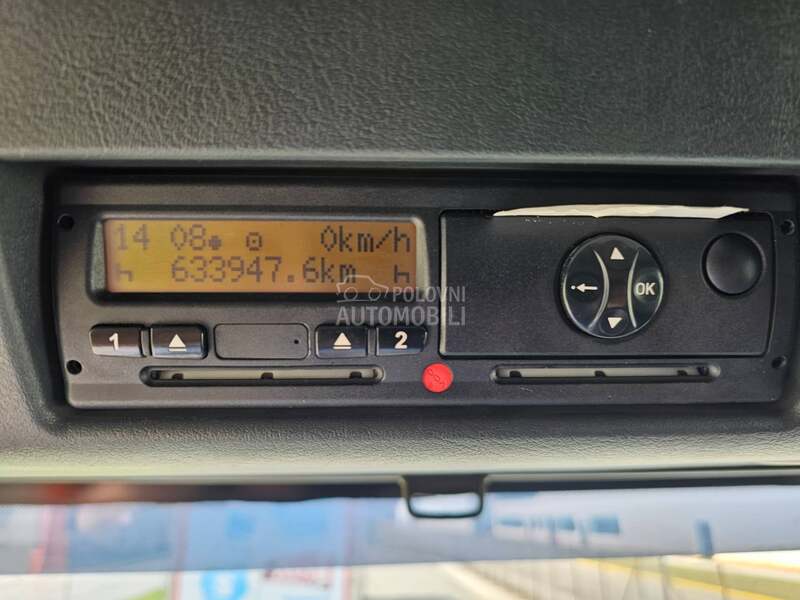 14 08 0km/h
633947.6km
POLOVNI
AUTOMOBILI
1 2
OK